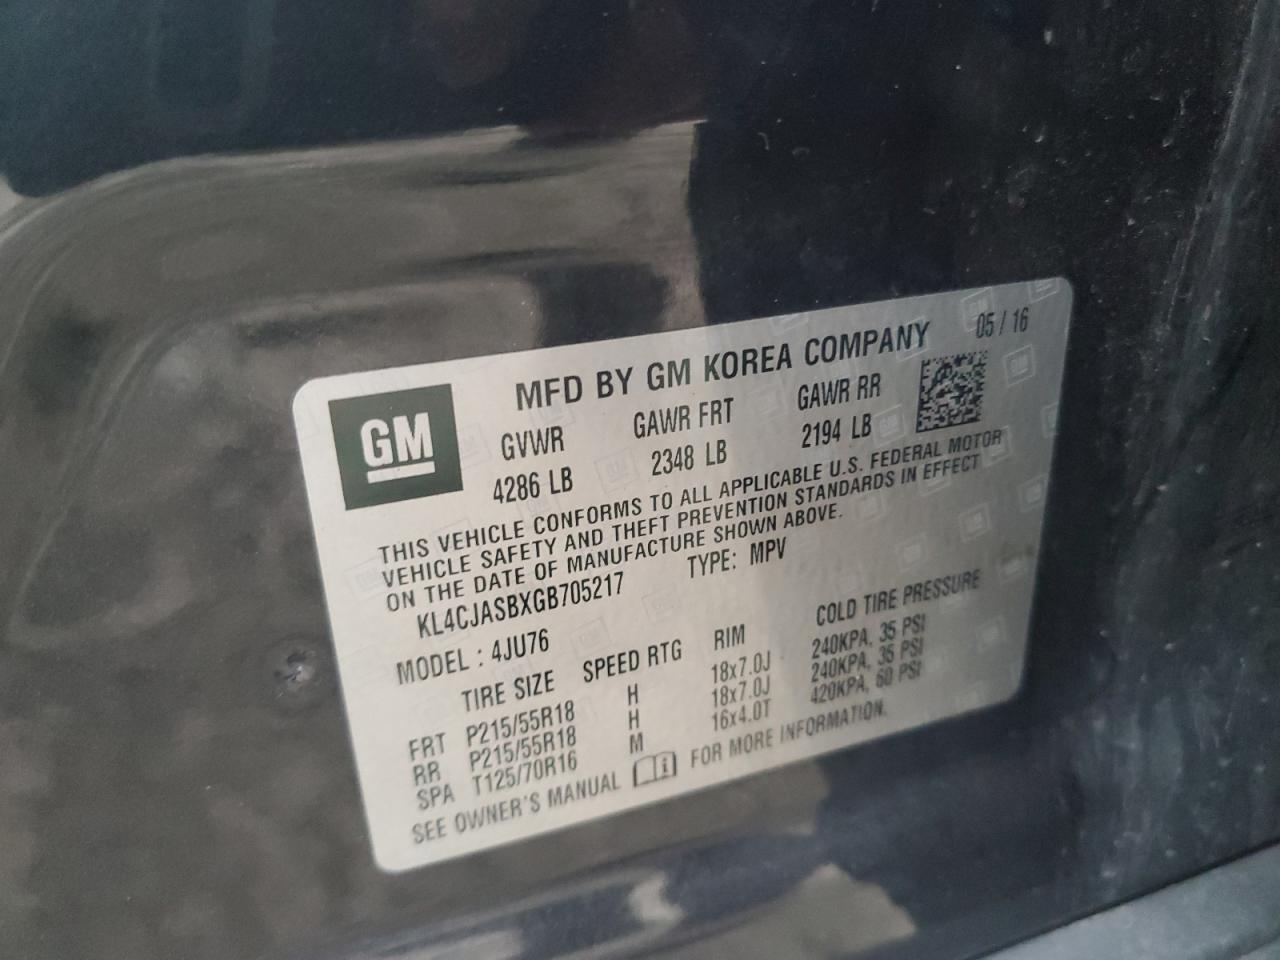 GM
MFD BY GM KOREA COMPANY 05 / 16
GVWR GAWR FRT GAWR RR
4286 LB 2348 LB 2194 LB
THIS VEHICLE CONFORMS TO ALL APPLICABLE U.S. FEDERAL MOTOR
VEHICLE SAFETY AND THEFT PREVENTION STANDARDS IN EFFECT
ON THE DATE OF MANUFACTURE SHOWN ABOVE.
KL4CJASBXGB705217 TYPE: MPV
MODEL : 4JU76
TIRE SIZE SPEED RTG RIM COLD TIRE PRESSURE
FRT P215/55R18 H 18x7.0J 240KPA, 35 PSI
RR P215/55R18 H 18x7.0J 240KPA, 35 PSI
SPA T125/70R16 M 16x4.0T 420KPA, 60 PSI
SEE OWNER'S MANUAL FOR MORE INFORMATION.